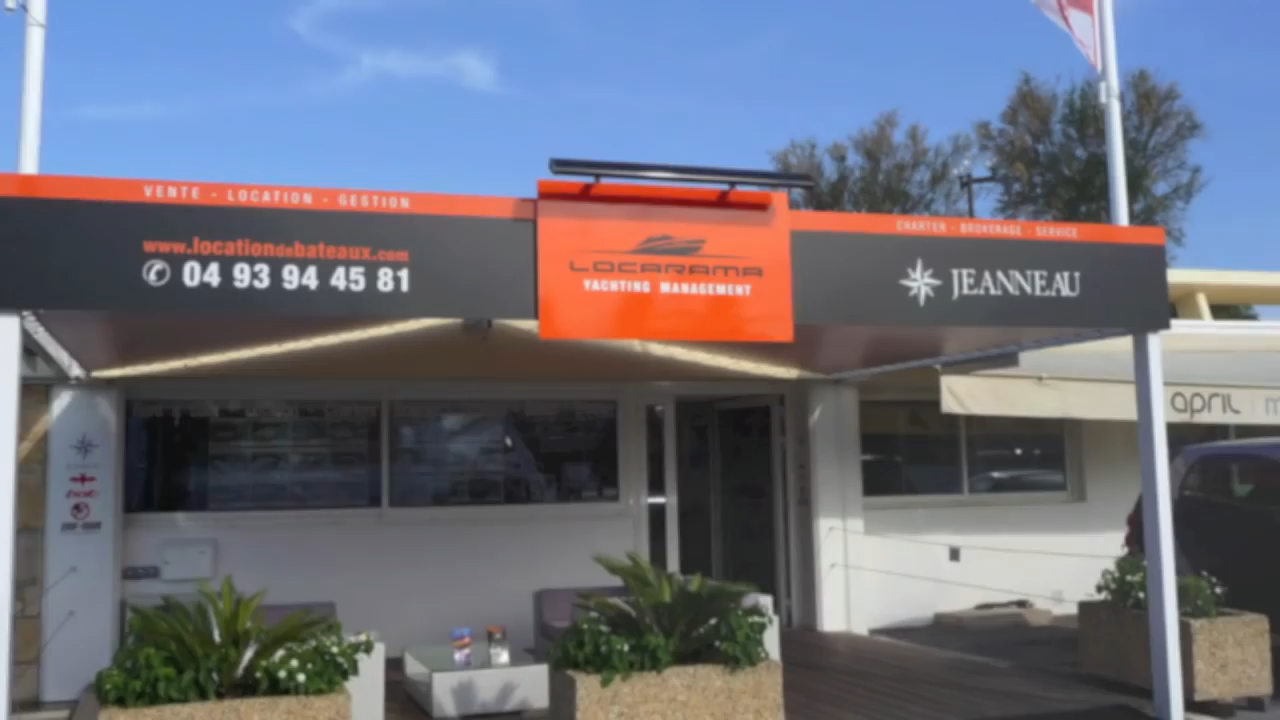 VENTE - LOCATION - GESTION
www.locationdebateaux.com
04 93 94 45 81
LOCARAMA
YACHTING MANAGEMENT
CHARTER - BROKERAGE - SERVICE
JEANNEAU
april